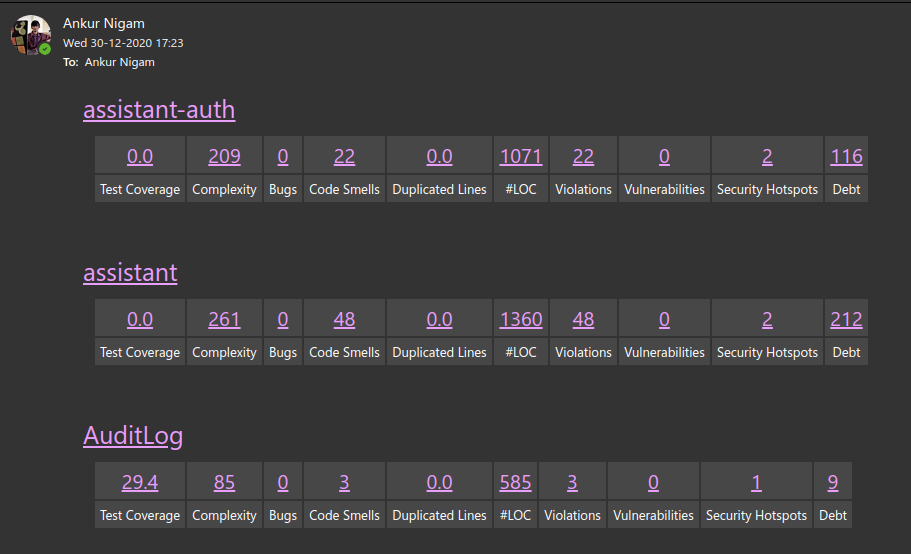 Ankur Nigam
Wed 30-12-2020 17:23
To: Ankur Nigam
assistant-auth
0.0 209 0 22 0.0 1071 22 0 2 116
Test Coverage Complexity Bugs Code Smells Duplicated Lines #LOC Violations Vulnerabilities Security Hotspots Debt
assistant
0.0 261 0 48 0.0 1360 48 0 2 212
Test Coverage Complexity Bugs Code Smells Duplicated Lines #LOC Violations Vulnerabilities Security Hotspots Debt
AuditLog
29.4 85 0 3 0.0 585 3 0 1 9
Test Coverage Complexity Bugs Code Smells Duplicated Lines #LOC Violations Vulnerabilities Security Hotspots Debt